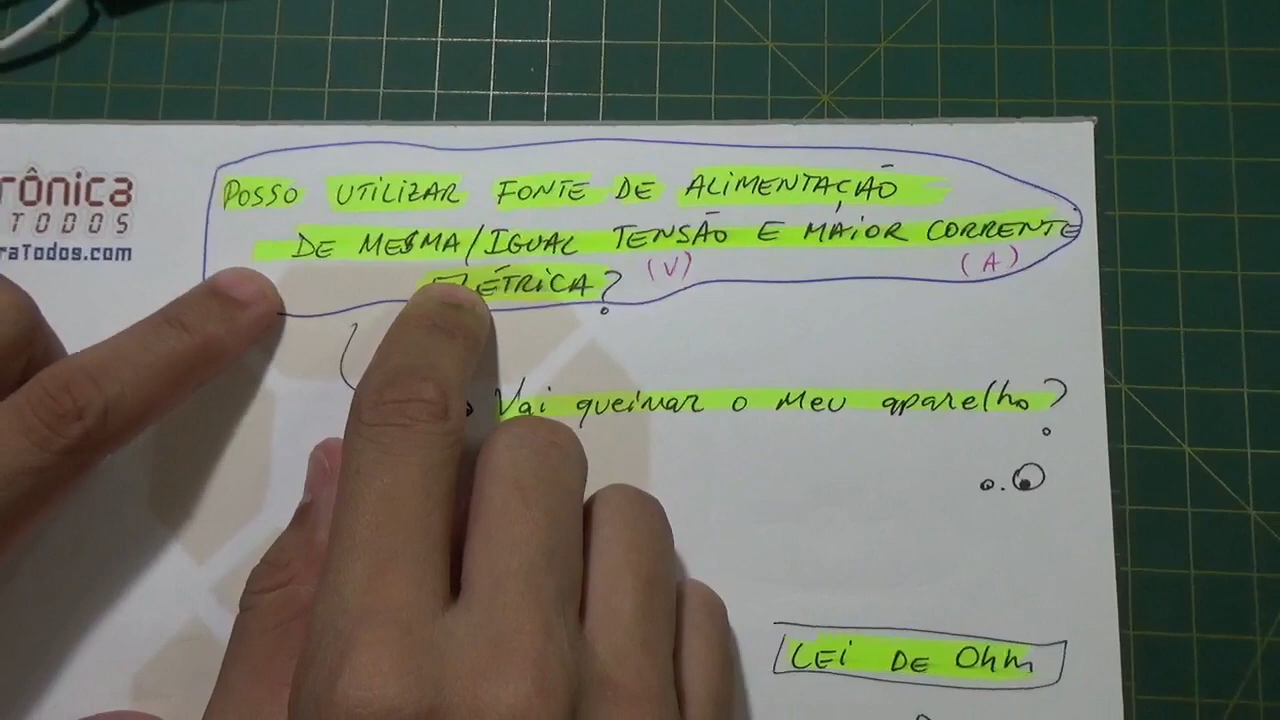 rônica
TODOS
raTodos.com
POSSO UTILIZAR FONTE DE ALIMENTAÇÃO
DE MESMA/IGUAL TENSÃO E MAIOR CORRENTE
(V) (A)
ELÉTRICA?
Vai queimar o meu aparelho?
LEI DE Ohm